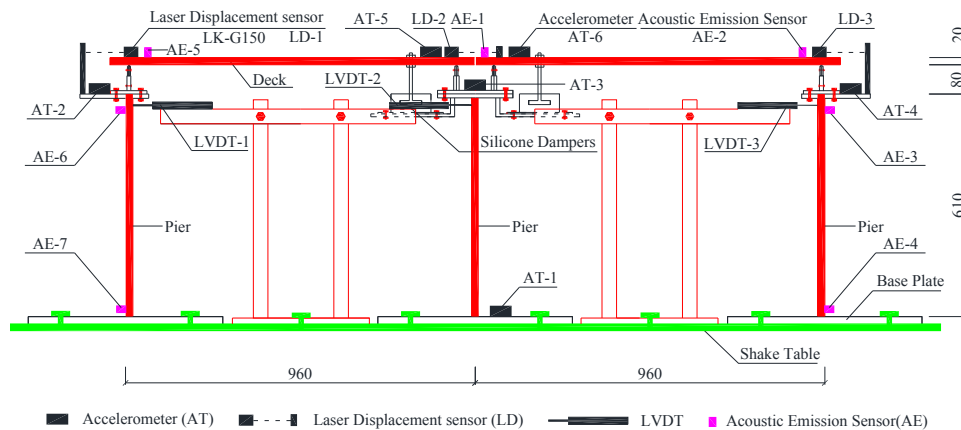 Laser Displacement sensor
LK-G150
LD-1
AE-5
AT-5
LD-2
AE-1
Accelerometer
AT-6
Acoustic Emission Sensor
AE-2
LD-3
20
Deck
LVDT-2
AT-3
80
AT-2
AT-4
AE-6
LVDT-1
Silicone Dampers
LVDT-3
AE-3
610
Pier
Pier
Pier
AE-7
AT-1
AE-4
Base Plate
Shake Table
960
960
Accelerometer (AT)
Laser Displacement sensor (LD)
LVDT
Acoustic Emission Sensor(AE)